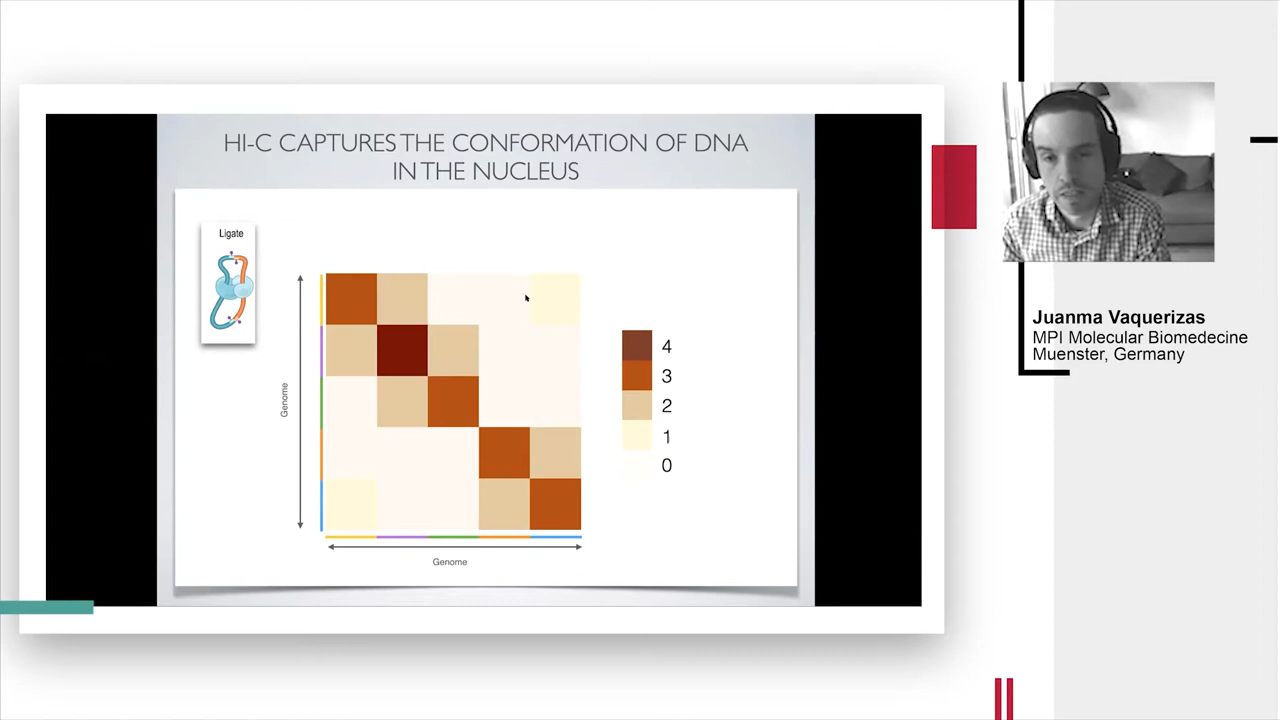 HI-C CAPTURES THE CONFORMATION OF DNA
IN THE NUCLEUS
Ligate
Genome
4
3
2
1
0
Genome
Juanma Vaquerizas
MPI Molecular Biomedecine
Muenster, Germany